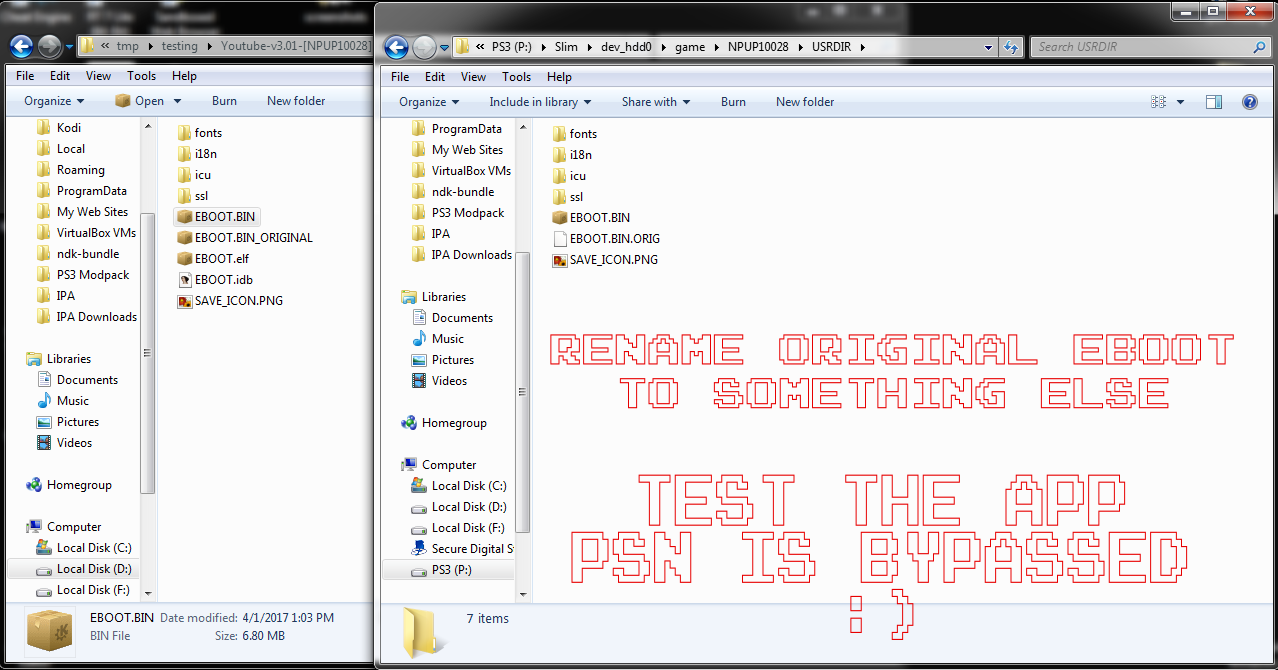 « tmp ▸ testing ▸ Youtube-v3.01-[NPUP10028]
File Edit View Tools Help
Organize Open Burn New folder
Kodi
Local
Roaming
ProgramData
My Web Sites
VirtualBox VMs
ndk-bundle
PS3 Modpack
IPA
IPA Downloads
Libraries
Documents
Music
Pictures
Videos
Homegroup
Computer
Local Disk (C:)
Local Disk (D:)
Local Disk (F:)
fonts
i18n
icu
ssl
EBOOT.BIN
EBOOT.BIN_ORIGINAL
EBOOT.elf
EBOOT.idb
SAVE_ICON.PNG
EBOOT.BIN Date modified: 4/1/2017 1:03 PM
BIN File Size: 6.80 MB
« PS3 (P:) ▸ Slim ▸ dev_hdd0 ▸ game ▸ NPUP10028 ▸ USRDIR ▸
Search USRDIR
File Edit View Tools Help
Organize Include in library Share with Burn New folder
ProgramData
My Web Sites
VirtualBox VMs
ndk-bundle
PS3 Modpack
IPA
IPA Downloads
Libraries
Documents
Music
Pictures
Videos
Homegroup
Computer
Local Disk (C:)
Local Disk (D:)
Local Disk (F:)
Secure Digital S
PS3 (P:)
fonts
i18n
icu
ssl
EBOOT.BIN
EBOOT.BIN.ORIG
SAVE_ICON.PNG
RENAME ORIGINAL EBOOT
TO SOMETHING ELSE
TEST THE APP
PSN IS BYPASSED
:)
7 items